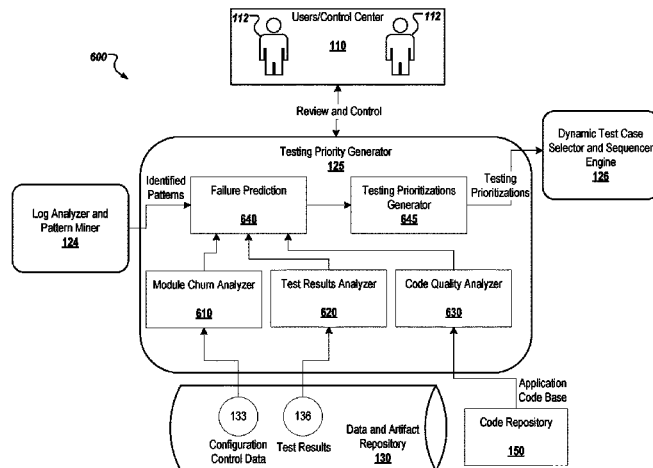 112
Users/Control Center
112
110
600
Review and Control
Testing Priority Generator
125
Dynamic Test Case
Selector and Sequencer
Engine
126
Identified
Patterns
Failure Prediction
640
Testing Prioritizations
Generator
645
Testing
Prioritizations
Log Analyzer and
Pattern Miner
124
Module Churn Analyzer
610
Test Results Analyzer
620
Code Quality Analyzer
630
Application
Code Base
133
136
Configuration
Control Data
Test Results
Data and Artifact
Repository
130
Code Repository
150